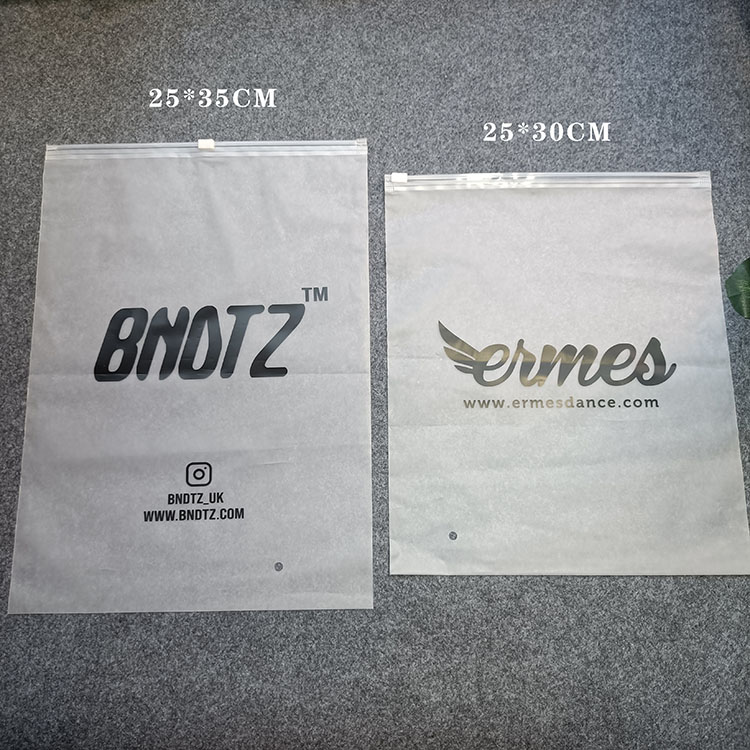 25*35CM
25*30CM
BNDTZ™
BNDTZ_UK
WWW.BNDTZ.COM
ermes
www.ermesdance.com